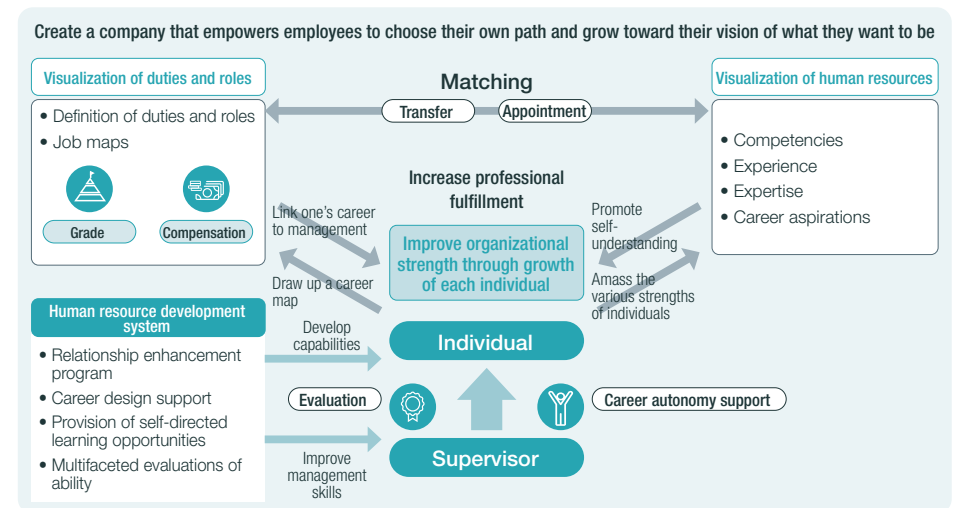 Create a company that empowers employees to choose their own path and grow toward their vision of what they want to be
Visualization of duties and roles
• Definition of duties and roles
• Job maps
Grade
Compensation
Matching
Transfer
Appointment
Visualization of human resources
• Competencies
• Experience
• Expertise
• Career aspirations
Increase professional
fulfillment
Link one's career
to management
Improve organizational
strength through growth
of each individual
Promote
self-
understanding
Draw up a career
map
Amass the
various strengths
of individuals
Human resource development
system
• Relationship enhancement
program
• Career design support
• Provision of self-directed
learning opportunities
• Multifaceted evaluations of
ability
Develop
capabilities
Individual
Evaluation
Career autonomy support
Improve
management
skills
Supervisor